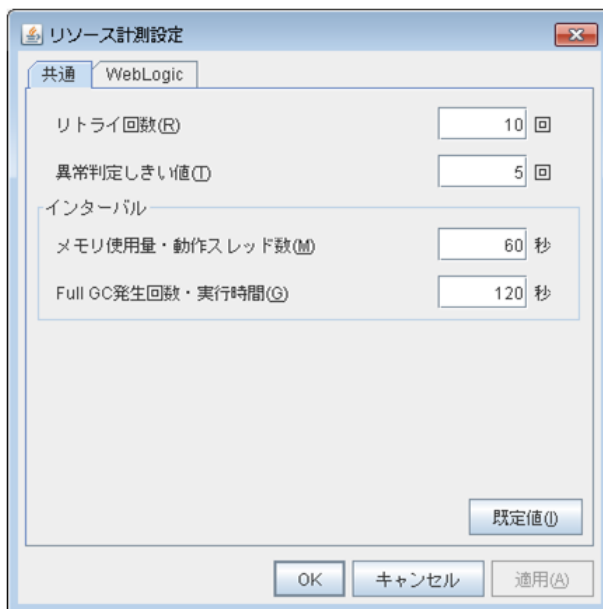 リソース計測設定
共通 WebLogic
リトライ回数(R) 10 回
異常判定しきい値(T) 5 回
インターバル
メモリ使用量・動作スレッド数(M) 60 秒
Full GC発生回数・実行時間(G) 120 秒
既定値(I)
OK キャンセル 適用(A)